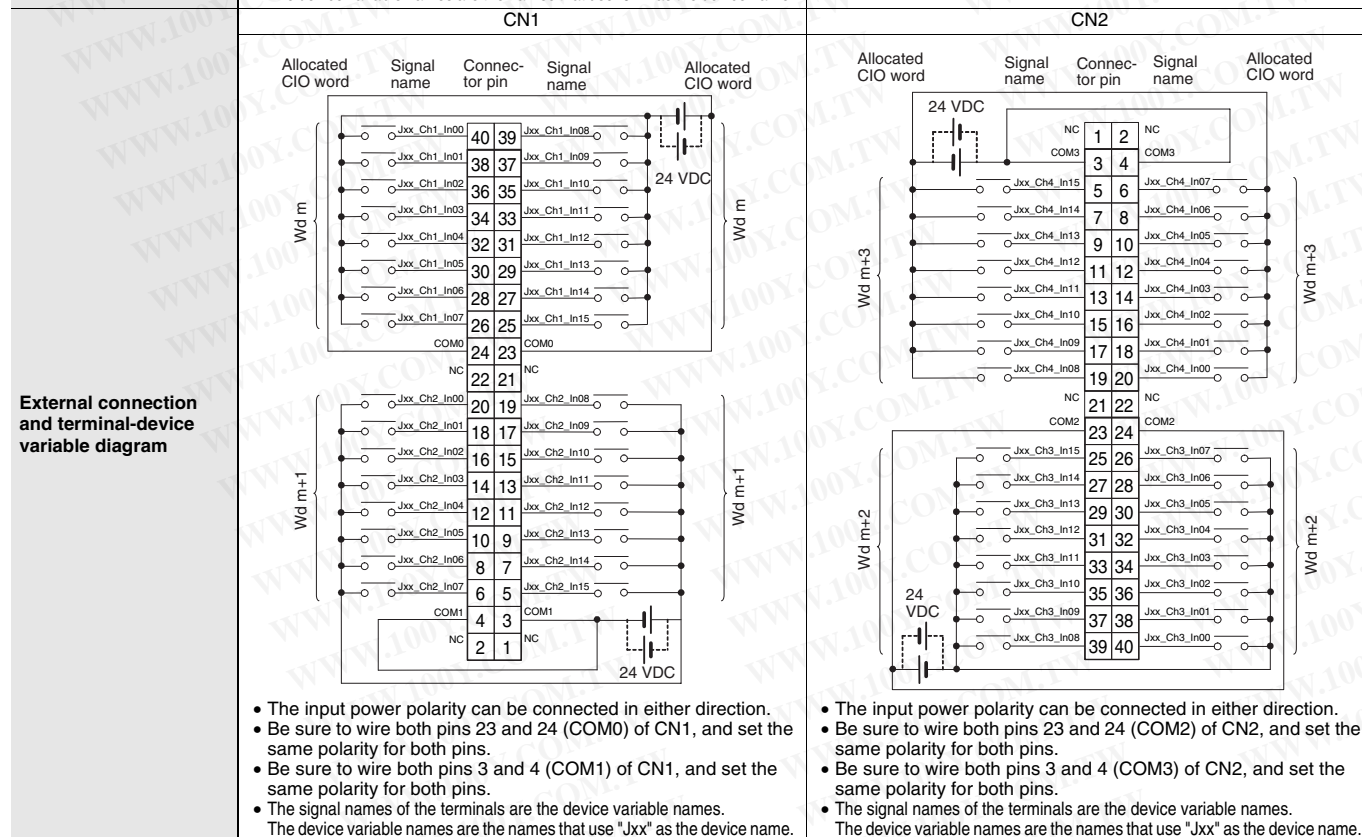 CN1
CN2
External connection
and terminal-device
variable diagram
Allocated
CIO word
Signal
name
Connec-
tor pin
Signal
name
Allocated
CIO word
24 VDC
Wd m
Wd m
Jxx_Ch1_In00 40 39 Jxx_Ch1_In08
Jxx_Ch1_In01 38 37 Jxx_Ch1_In09
Jxx_Ch1_In02 36 35 Jxx_Ch1_In10
Jxx_Ch1_In03 34 33 Jxx_Ch1_In11
Jxx_Ch1_In04 32 31 Jxx_Ch1_In12
Jxx_Ch1_In05 30 29 Jxx_Ch1_In13
Jxx_Ch1_In06 28 27 Jxx_Ch1_In14
Jxx_Ch1_In07 26 25 Jxx_Ch1_In15
COM0 24 23 COM0
NC 22 21 NC
Wd m+1
Wd m+1
Jxx_Ch2_In00 20 19 Jxx_Ch2_In08
Jxx_Ch2_In01 18 17 Jxx_Ch2_In09
Jxx_Ch2_In02 16 15 Jxx_Ch2_In10
Jxx_Ch2_In03 14 13 Jxx_Ch2_In11
Jxx_Ch2_In04 12 11 Jxx_Ch2_In12
Jxx_Ch2_In05 10 9 Jxx_Ch2_In13
Jxx_Ch2_In06 8 7 Jxx_Ch2_In14
Jxx_Ch2_In07 6 5 Jxx_Ch2_In15
COM1 4 3 COM1
NC 2 1 NC
24 VDC
• The input power polarity can be connected in either direction.
• Be sure to wire both pins 23 and 24 (COM0) of CN1, and set the
same polarity for both pins.
• Be sure to wire both pins 3 and 4 (COM1) of CN1, and set the
same polarity for both pins.
• The signal names of the terminals are the device variable names.
The device variable names are the names that use "Jxx" as the device name.
Allocated
CIO word
Signal
name
Connec-
tor pin
Signal
name
Allocated
CIO word
24 VDC
NC 1 2 NC
COM3 3 4 COM3
Wd m+3
Wd m+3
Jxx_Ch4_In15 5 6 Jxx_Ch4_In07
Jxx_Ch4_In14 7 8 Jxx_Ch4_In06
Jxx_Ch4_In13 9 10 Jxx_Ch4_In05
Jxx_Ch4_In12 11 12 Jxx_Ch4_In04
Jxx_Ch4_In11 13 14 Jxx_Ch4_In03
Jxx_Ch4_In10 15 16 Jxx_Ch4_In02
Jxx_Ch4_In09 17 18 Jxx_Ch4_In01
Jxx_Ch4_In08 19 20 Jxx_Ch4_In00
NC 21 22 NC
COM2 23 24 COM2
Wd m+2
Wd m+2
Jxx_Ch3_In15 25 26 Jxx_Ch3_In07
Jxx_Ch3_In14 27 28 Jxx_Ch3_In06
Jxx_Ch3_In13 29 30 Jxx_Ch3_In05
Jxx_Ch3_In12 31 32 Jxx_Ch3_In04
Jxx_Ch3_In11 33 34 Jxx_Ch3_In03
Jxx_Ch3_In10 35 36 Jxx_Ch3_In02
Jxx_Ch3_In09 37 38 Jxx_Ch3_In01
Jxx_Ch3_In08 39 40 Jxx_Ch3_In00
24
VDC
• The input power polarity can be connected in either direction.
• Be sure to wire both pins 23 and 24 (COM2) of CN2, and set the
same polarity for both pins.
• Be sure to wire both pins 3 and 4 (COM3) of CN2, and set the
same polarity for both pins.
• The signal names of the terminals are the device variable names.
The device variable names are the names that use "Jxx" as the device name.
WWW.100Y.COM.TW